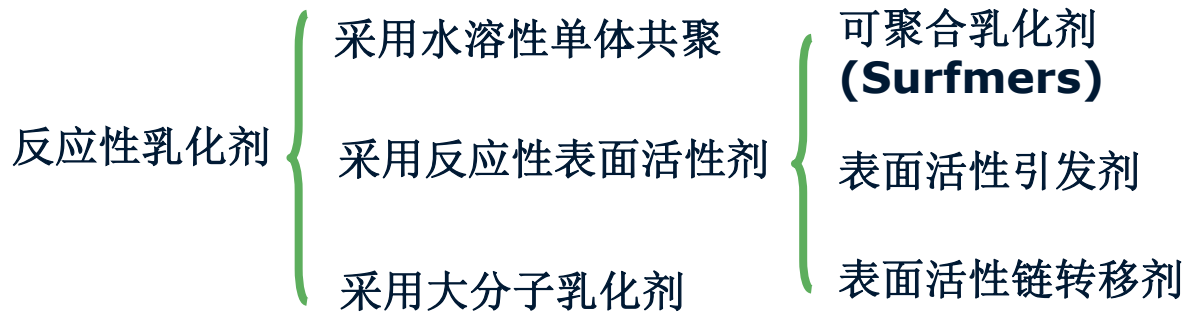 反应性乳化剂
采用水溶性单体共聚
采用反应性表面活性剂
采用大分子乳化剂
可聚合乳化剂
(Surfmers)
表面活性引发剂
表面活性链转移剂